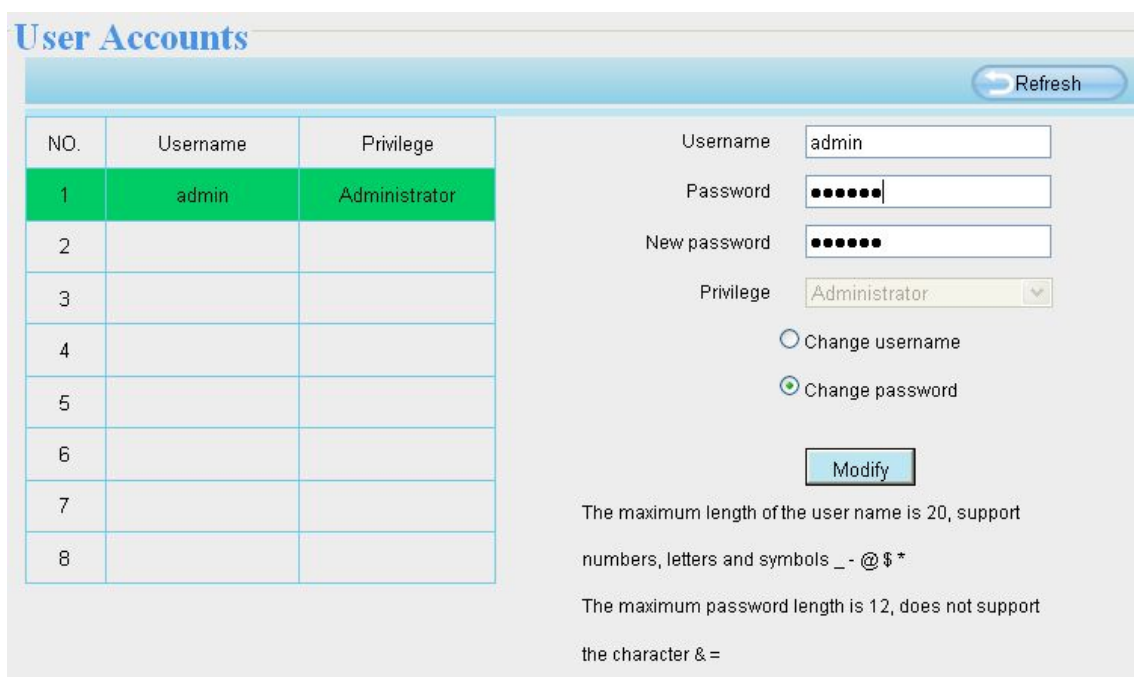 User Accounts
Refresh
NO. Username Privilege
1 admin Administrator
2
3
4
5
6
7
8
Username admin
Password ●●●●●●
New password ●●●●●●
Privilege Administrator
Change username
Change password
Modify
The maximum length of the user name is 20, support
numbers, letters and symbols _ - @ $ *
The maximum password length is 12, does not support
the character & =